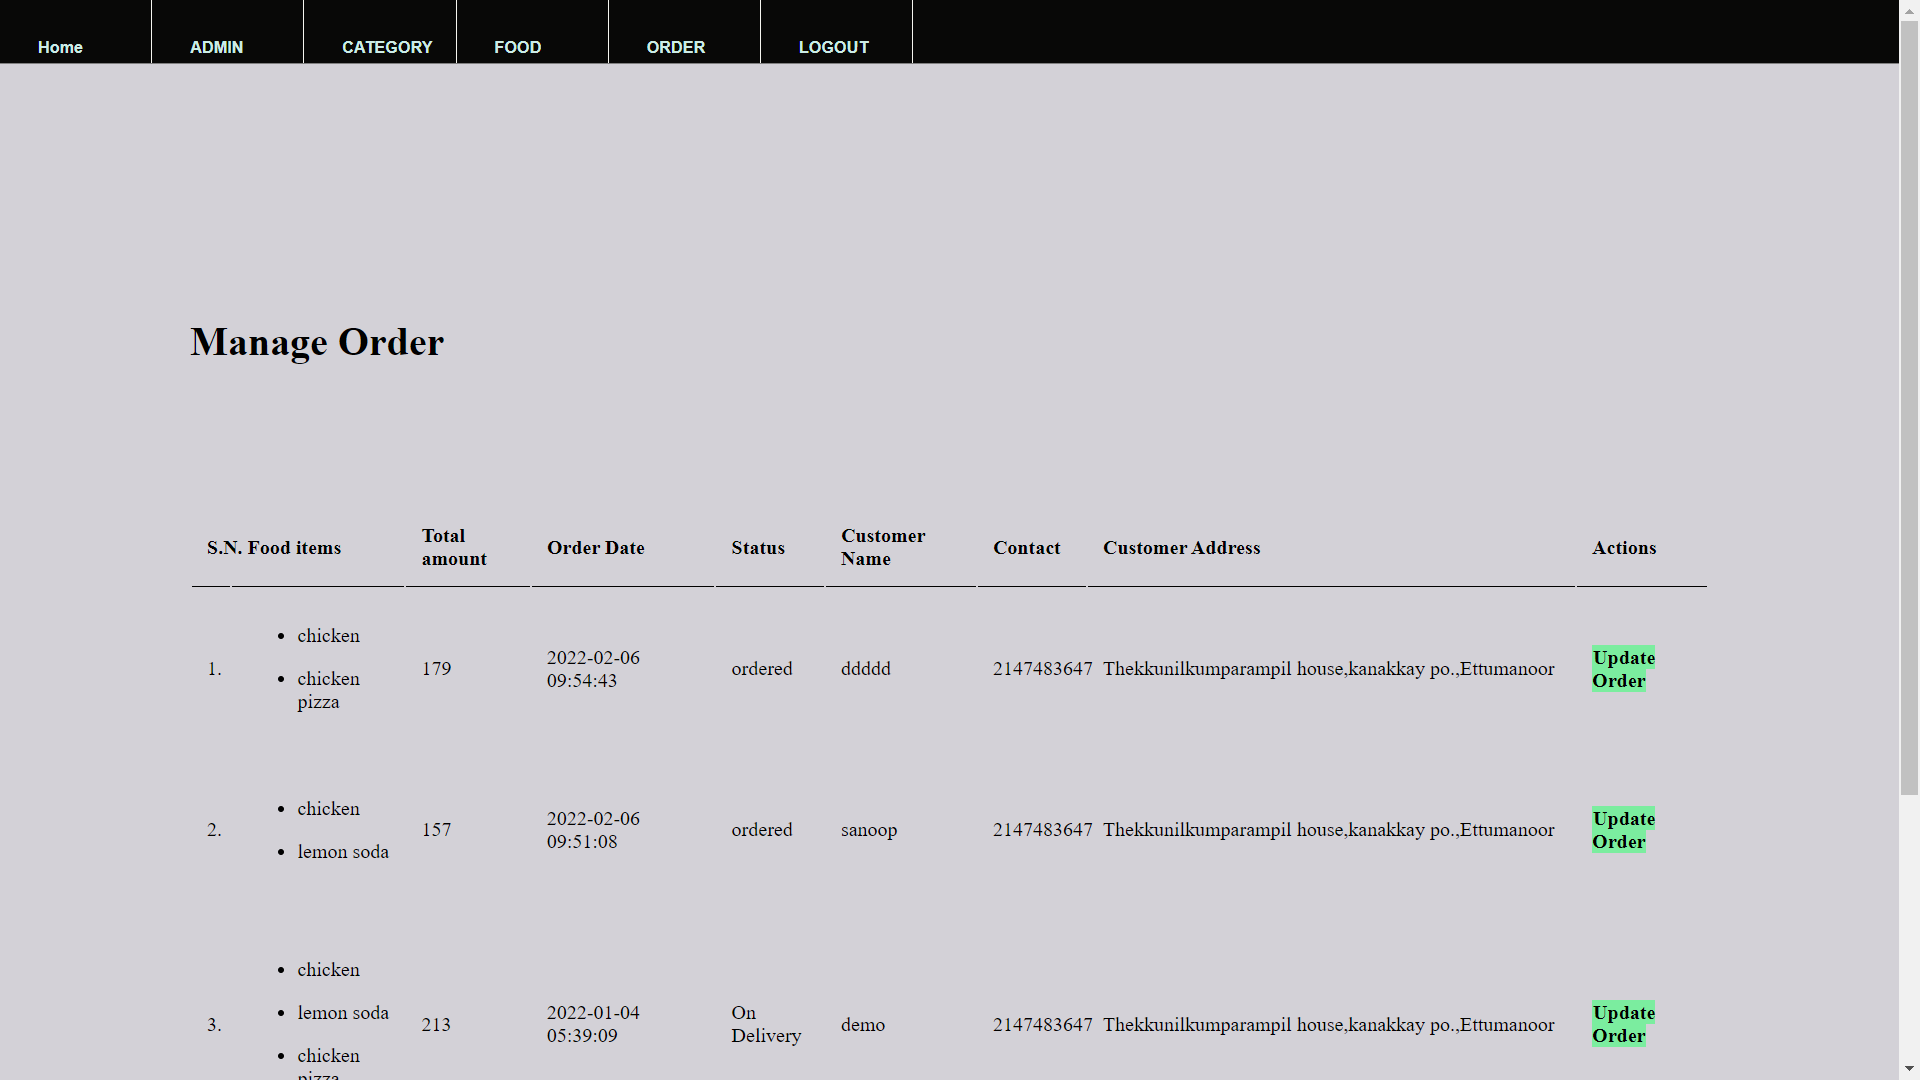 Home ADMIN CATEGORY FOOD ORDER LOGOUT
Manage Order
S.N. Food items Total amount Order Date Status Customer Name Contact Customer Address Actions
1. chicken
chicken pizza
179 2022-02-06 09:54:43 ordered ddddd 2147483647 Thekkunilkumparampil house,kanakkay po.,Ettumanoor Update Order
2. chicken
lemon soda
157 2022-02-06 09:51:08 ordered sanoop 2147483647 Thekkunilkumparampil house,kanakkay po.,Ettumanoor Update Order
3. chicken
lemon soda
chicken pizza
213 2022-01-04 05:39:09 On Delivery demo 2147483647 Thekkunilkumparampil house,kanakkay po.,Ettumanoor Update Order